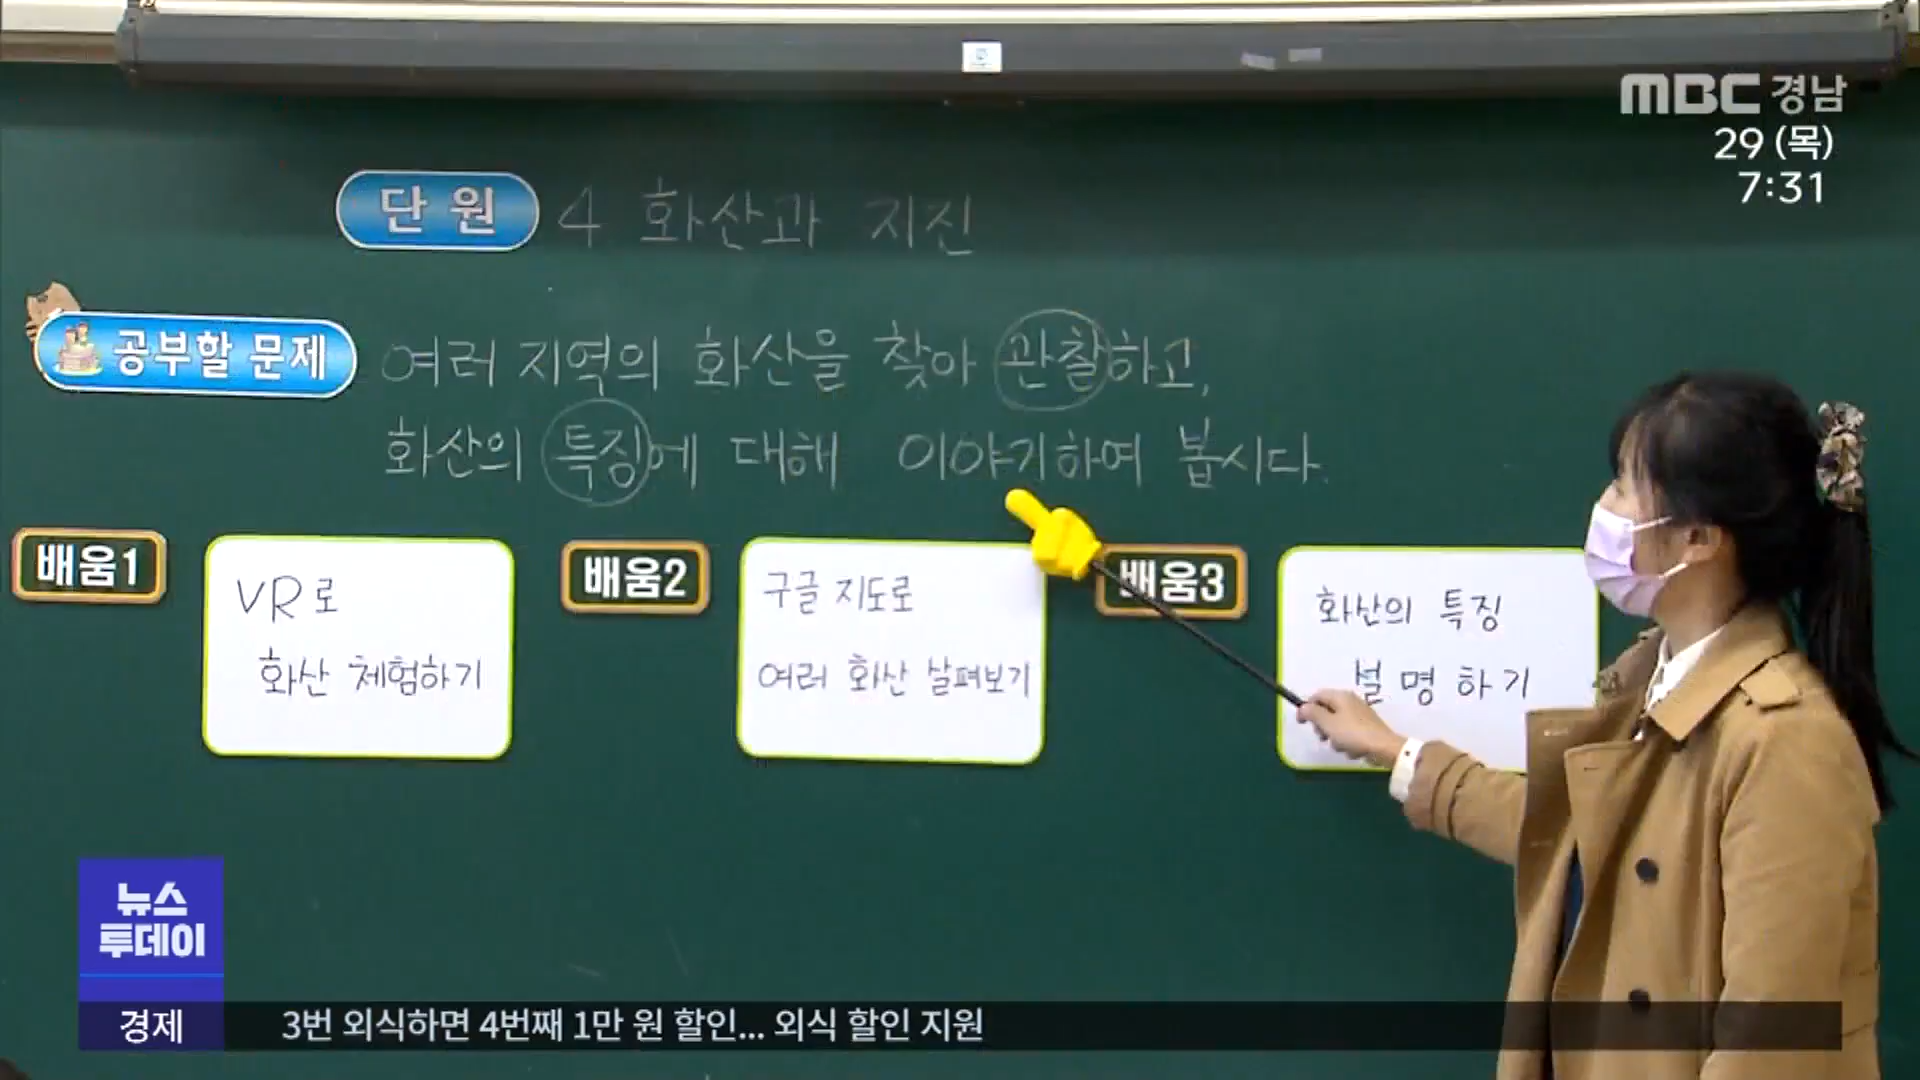 MBC 경남
29 (목)
7:31
단원 4 화산과 지진
공부할 문제 여러 지역의 화산을 찾아 관찰하고,
화산의 특징에 대해 이야기하여 봅시다.
배움1
VR로
화산 체험하기
배움2
구글 지도로
여러 화산 살펴보기
배움3
화산의 특징
설명하기
뉴스
투데이
경제 3번 외식하면 4번째 1만 원 할인... 외식 할인 지원